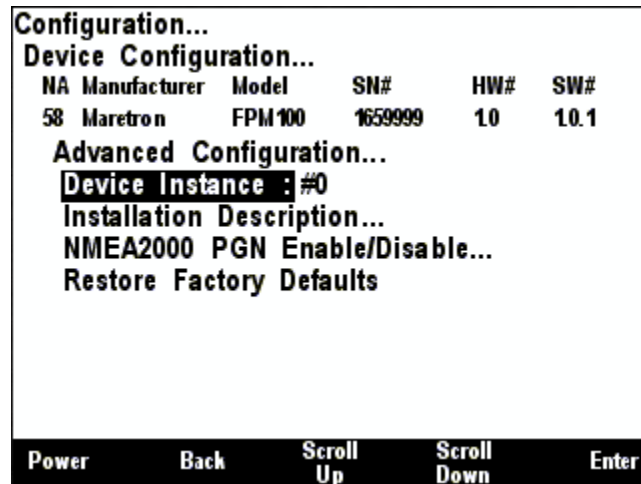 Configuration...
Device Configuration...
NA Manufacturer Model SN# HW# SW#
58 Maretron FPM100 1659999 1.0 1.0.1
Advanced Configuration...
Device Instance : #0
Installation Description...
NMEA2000 PGN Enable/Disable...
Restore Factory Defaults
Power Back Scroll Up Scroll Down Enter